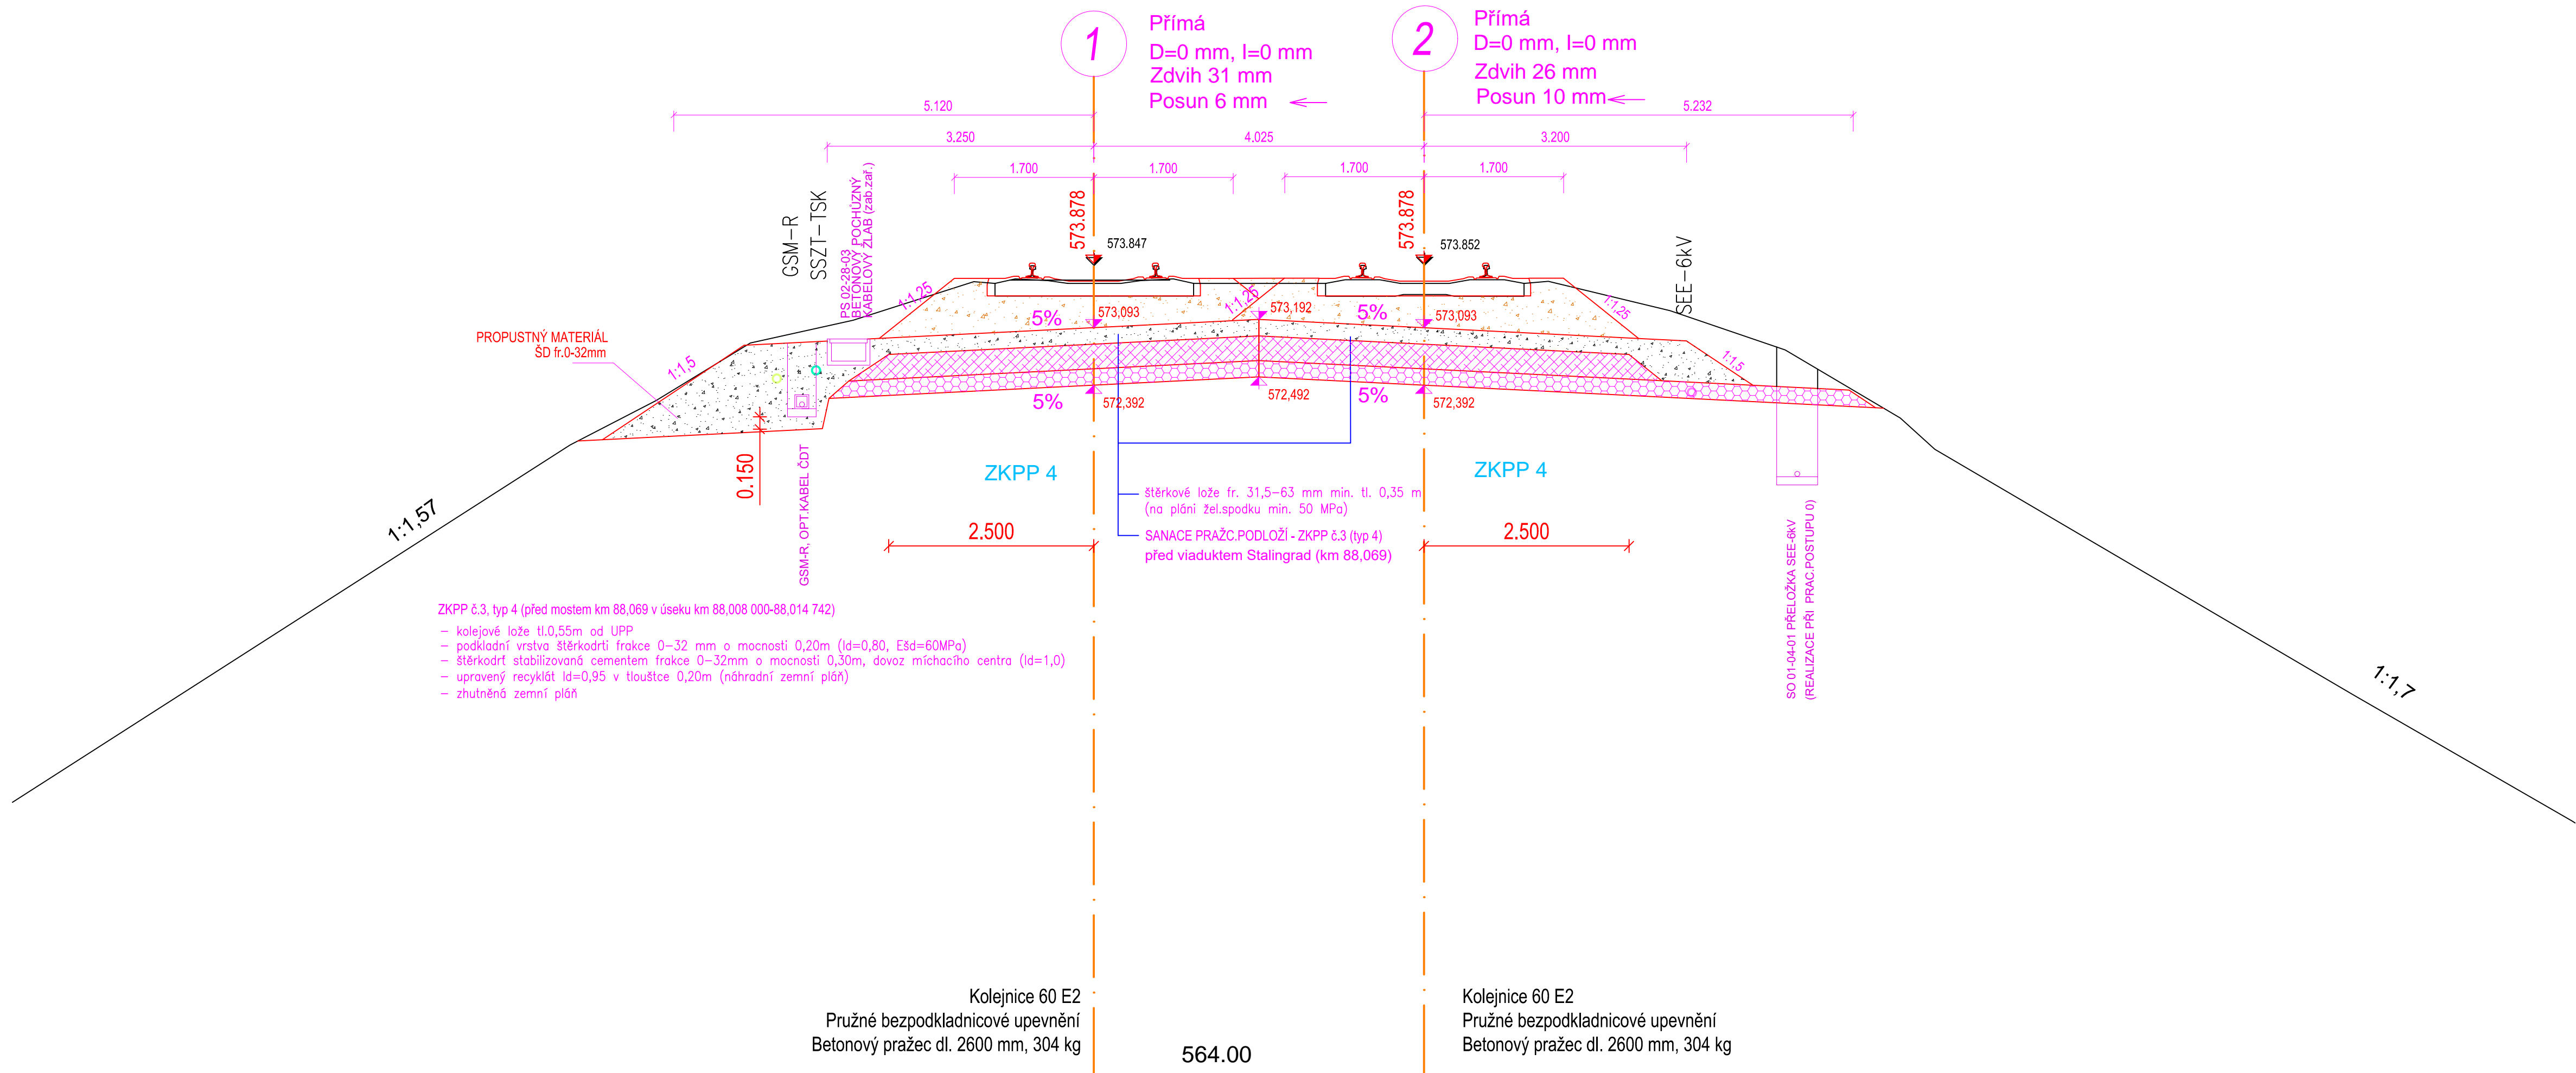 1
Přímá
D=0 mm, I=0 mm
Zdvih 31 mm
Posun 6 mm
2
Přímá
D=0 mm, I=0 mm
Zdvih 26 mm
Posun 10 mm
5.120
5.232
3.250
4.025
3.200
1.700
1.700
1.700
1.700
GSM-R
SSZT-TSK
PS 02-28-03
BETONOVÝ POCHŮZNÝ
KABELOVÝ ŽLAB (zab.zař.)
573.878
573.847
573.878
573.852
SEE-6kV
1:1,25
1:1,25
1:1,25
5%
573,093
573,192
5%
573,093
PROPUSTNÝ MATERIÁL
ŠD fr.0-32mm
1:1,5
1:1.5
5%
572,392
572,492
5%
572,392
0.150
GSM-R, OPT.KABEL ČDT
ZKPP 4
ZKPP 4
štěrkové lože fr. 31,5-63 mm min. tl. 0,35 m
(na pláni žel.spodku min. 50 MPa)
SANACE PRAŽC.PODLOŽÍ - ZKPP č.3 (typ 4)
před viaduktem Stalingrad (km 88,069)
2.500
2.500
1:1,57
1:1,7
SO 01-04-01 PŘELOŽKA SEE-6kV
(REALIZACE PŘI PRAC.POSTUPU 0)
ZKPP č.3, typ 4 (před mostem km 88,069 v úseku km 88,008 000-88,014 742)
- kolejové lože tl.0,55m od UPP
- podkladní vrstva štěrkodrti frakce 0-32 mm o mocnosti 0,20m (Id=0,80, Ešd=60MPa)
- štěrkodrť stabilizovaná cementem frakce 0-32mm o mocnosti 0,30m, dovoz míchacího centra (Id=1,0)
- upravený recyklát Id=0,95 v tloušťce 0,20m (náhradní zemní pláň)
- zhutněná zemní pláň
Kolejnice 60 E2
Pružné bezpodkladnicové upevnění
Betonový pražec dl. 2600 mm, 304 kg
564.00
Kolejnice 60 E2
Pružné bezpodkladnicové upevnění
Betonový pražec dl. 2600 mm, 304 kg